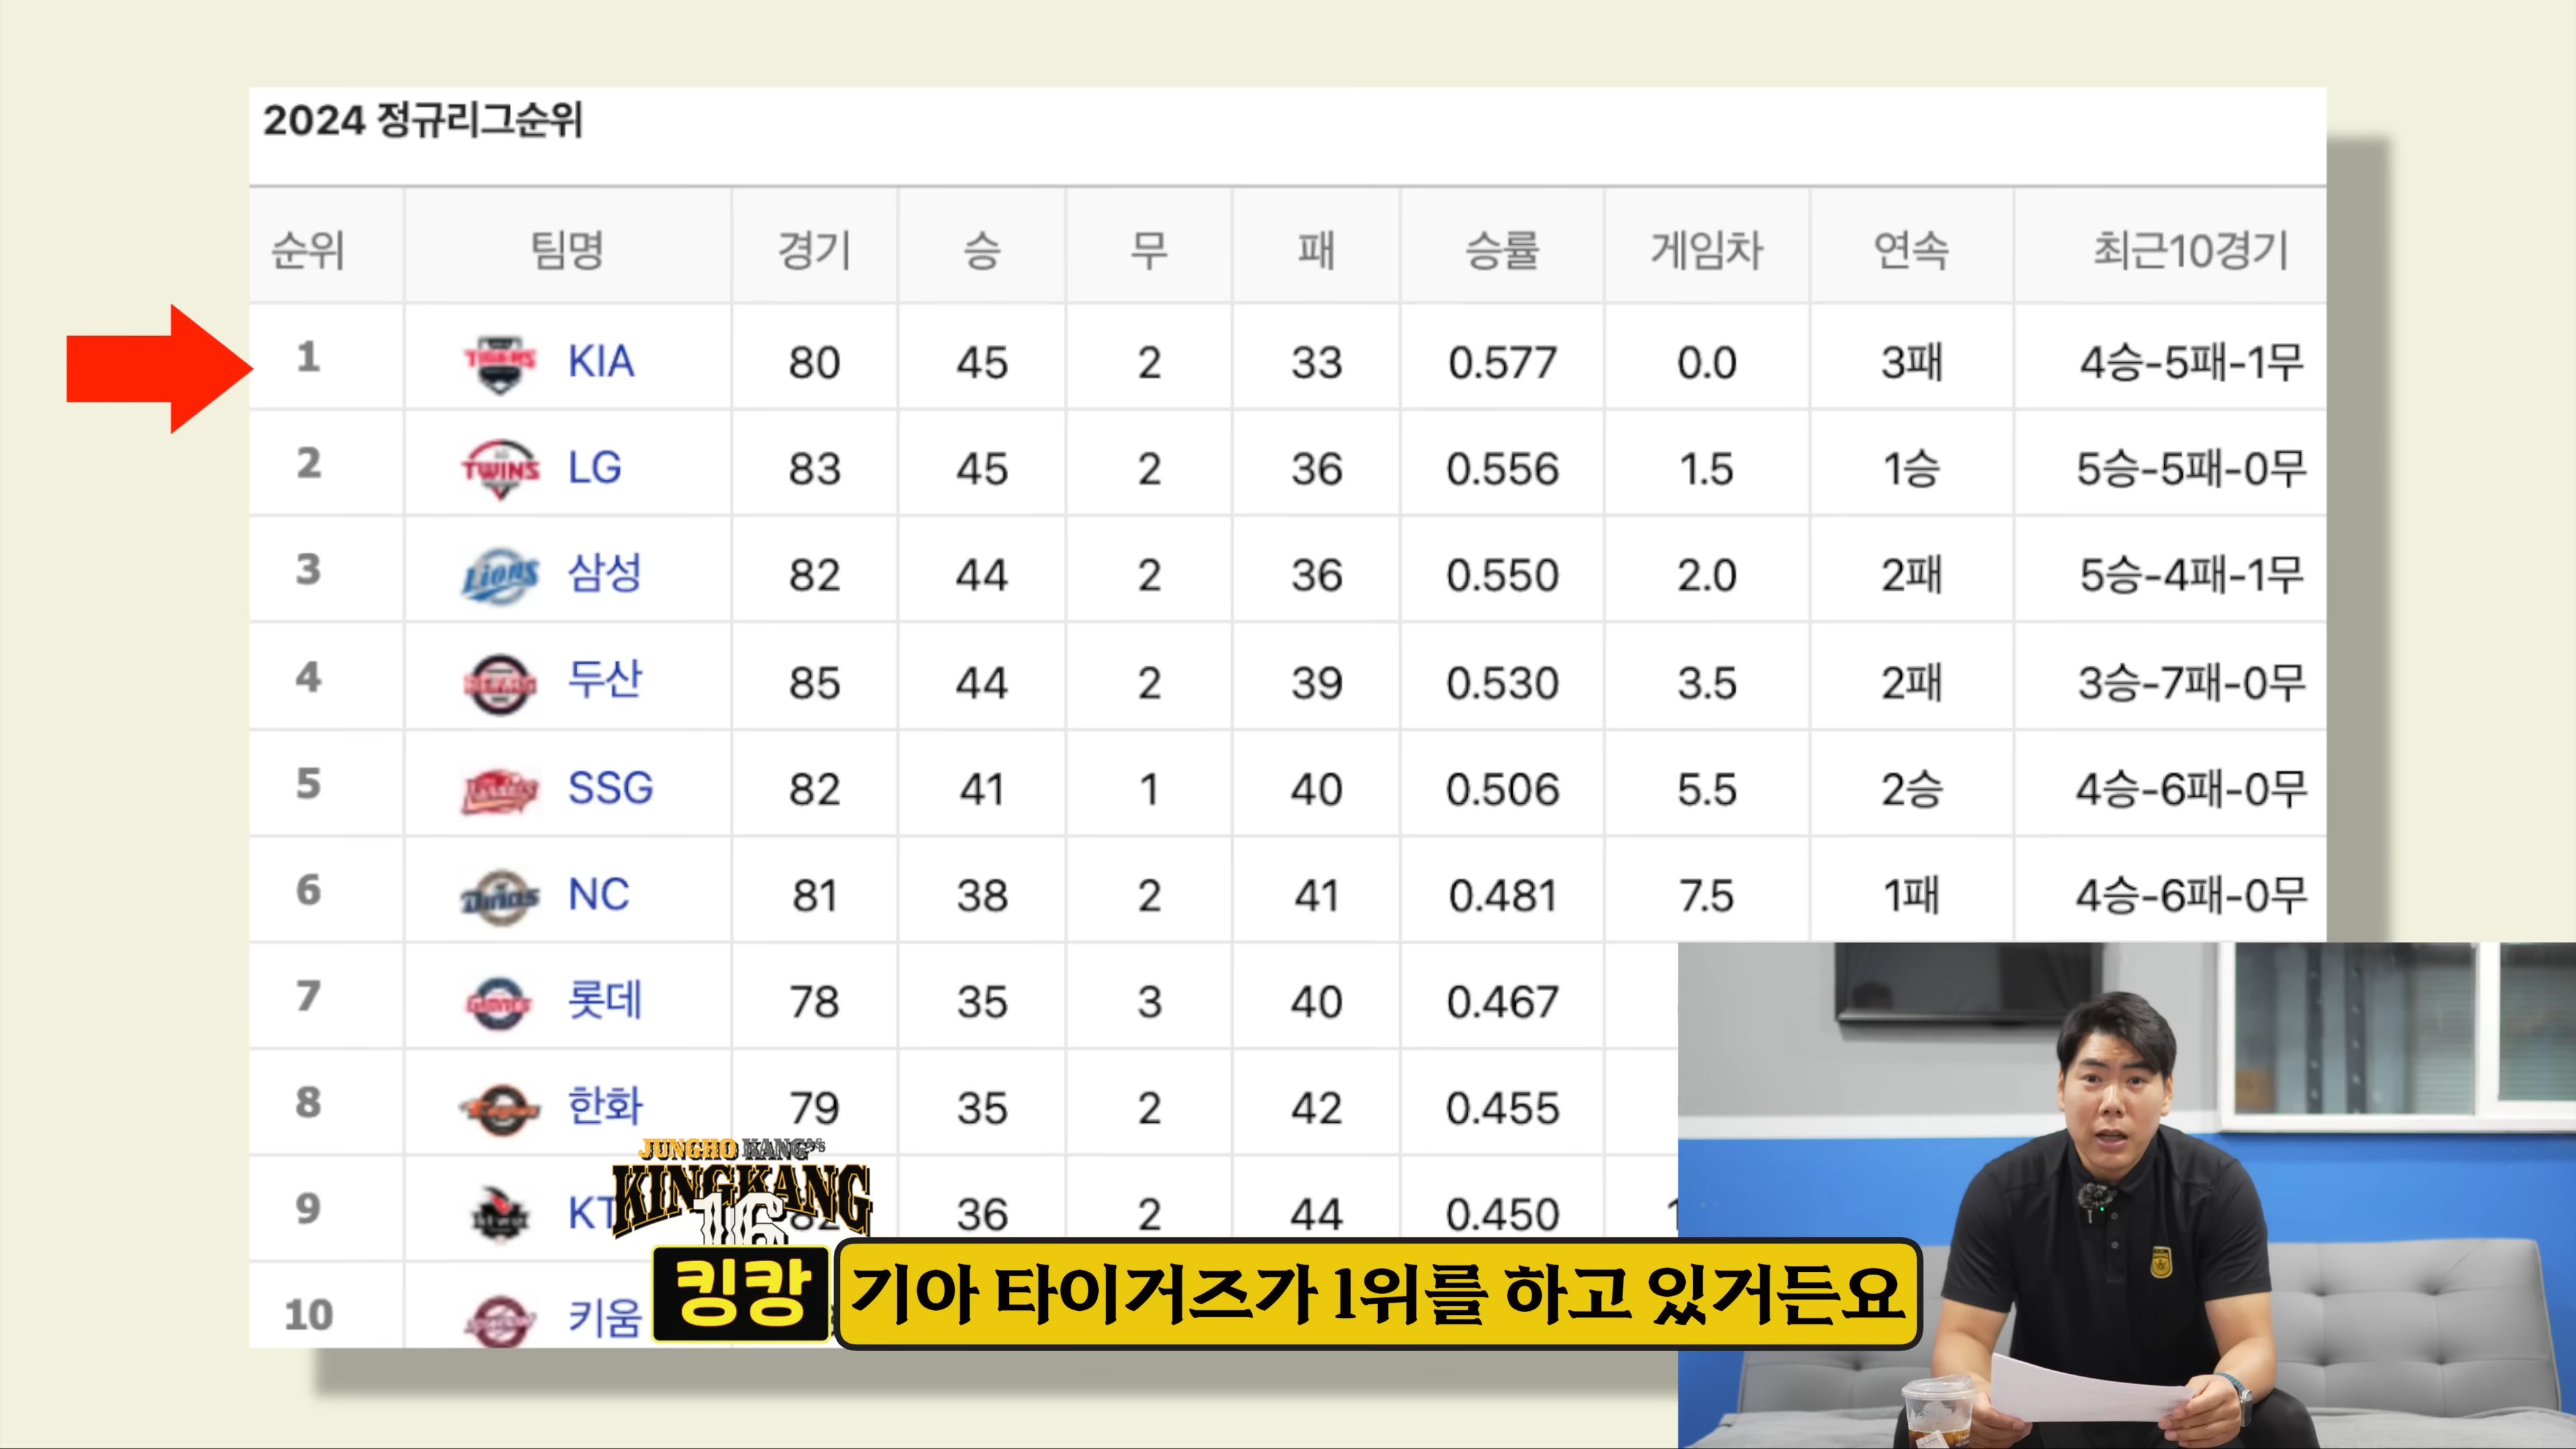 2024 정규리그순위
순위 팀명 경기 승 무 패 승률 게임차 연속 최근10경기
1 TIGERS KIA 80 45 2 33 0.577 0.0 3패 4승-5패-1무
2 TWINS LG 83 45 2 36 0.556 1.5 1승 5승-5패-0무
3 Lions 삼성 82 44 2 36 0.550 2.0 2패 5승-4패-1무
4 두산 85 44 2 39 0.530 3.5 2패 3승-7패-0무
5 SSG 82 41 1 40 0.506 5.5 2승 4승-6패-0무
6 Dinos NC 81 38 2 41 0.481 7.5 1패 4승-6패-0무
7 Giants 롯데 78 35 3 40 0.467
8 Eagles 한화 79 35 2 42 0.455
9 KT 82 36 2 44 0.450
10 키움
JUNGHO KANG's
KINGKANG
16
킹캉 기아 타이거즈가 1위를 하고 있거든요